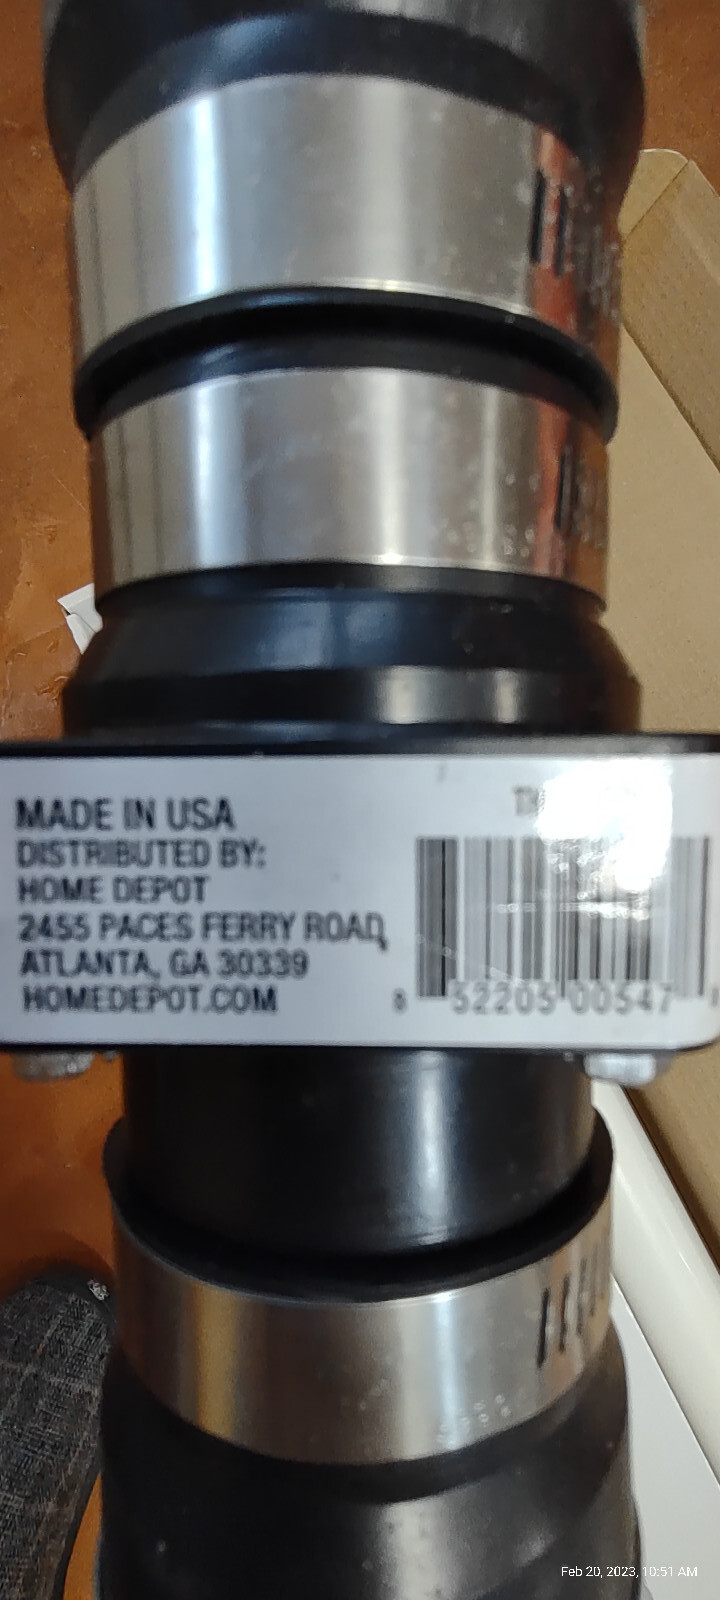 MADE IN USA
DISTRIBUTED BY:
HOME DEPOT
2455 PACES FERRY ROAD,
ATLANTA, GA 30339
HOMEDEPOT.COM
8 52205 00547
Feb 20, 2023, 10:51 AM